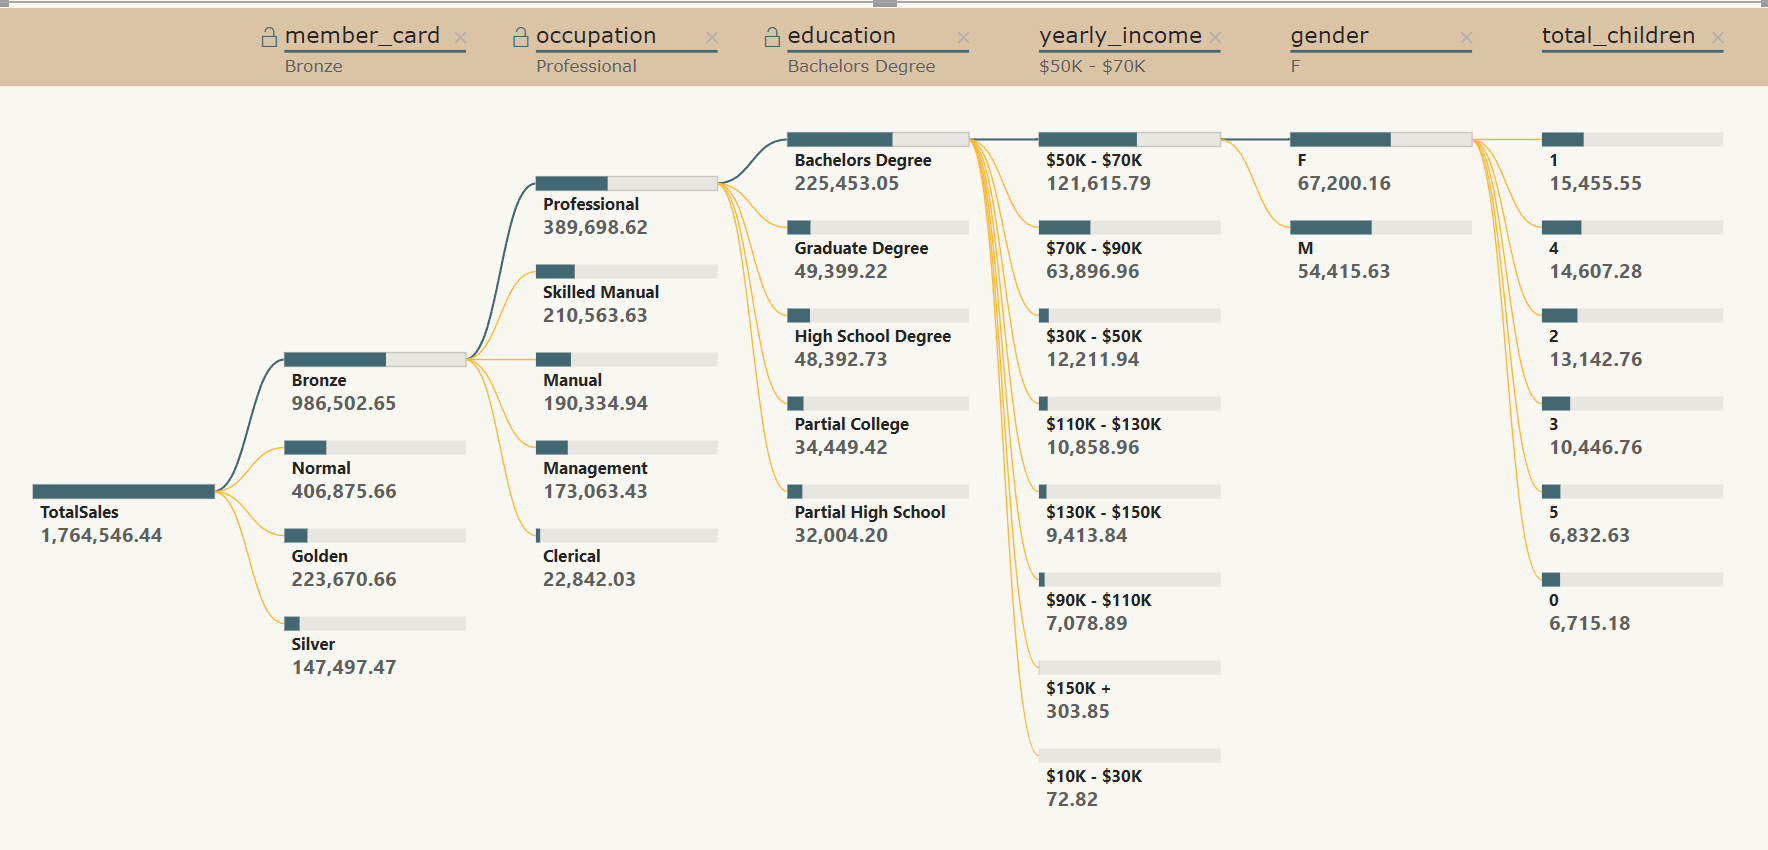 member_card
Bronze
occupation
Professional
education
Bachelors Degree
yearly_income
$50K - $70K
gender
F
total_children
TotalSales
1,764,546.44
Bronze
986,502.65
Normal
406,875.66
Golden
223,670.66
Silver
147,497.47
Professional
389,698.62
Skilled Manual
210,563.63
Manual
190,334.94
Management
173,063.43
Clerical
22,842.03
Bachelors Degree
225,453.05
Graduate Degree
49,399.22
High School Degree
48,392.73
Partial College
34,449.42
Partial High School
32,004.20
$50K - $70K
121,615.79
$70K - $90K
63,896.96
$30K - $50K
12,211.94
$110K - $130K
10,858.96
$130K - $150K
9,413.84
$90K - $110K
7,078.89
$150K +
303.85
$10K - $30K
72.82
F
67,200.16
M
54,415.63
1
15,455.55
4
14,607.28
2
13,142.76
3
10,446.76
5
6,832.63
0
6,715.18